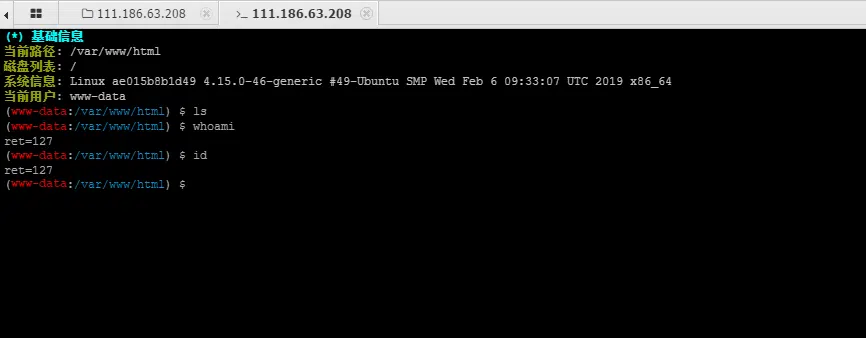 111.186.63.208 >_ 111.186.63.208
(*) 基础信息
当前路径: /var/www/html
磁盘列表: /
系统信息: Linux ae015b8b1d49 4.15.0-46-generic #49-Ubuntu SMP Wed Feb 6 09:33:07 UTC 2019 x86_64
当前用户: www-data
(www-data:/var/www/html) $ ls
(www-data:/var/www/html) $ whoami
ret=127
(www-data:/var/www/html) $ id
ret=127
(www-data:/var/www/html) $